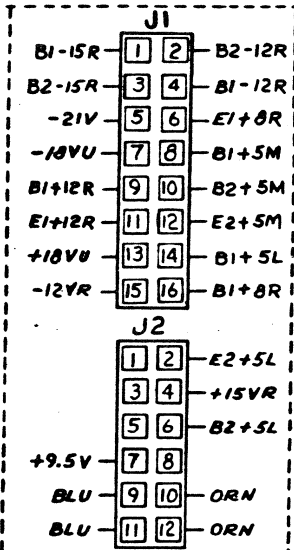 J1
B1-15R 1 2 B2-12R
B2-15R 3 4 B1-12R
-21V 5 6 E1+8R
-18VU 7 8 B1+5M
B1+12R 9 10 B2+5M
E1+12R 11 12 E2+5M
+18VU 13 14 B1+5L
-12VR 15 16 B1+8R
J2
1 2 E2+5L
3 4 +15VR
5 6 B2+5L
+9.5V 7 8
BLU 9 10 ORN
BLU 11 12 ORN